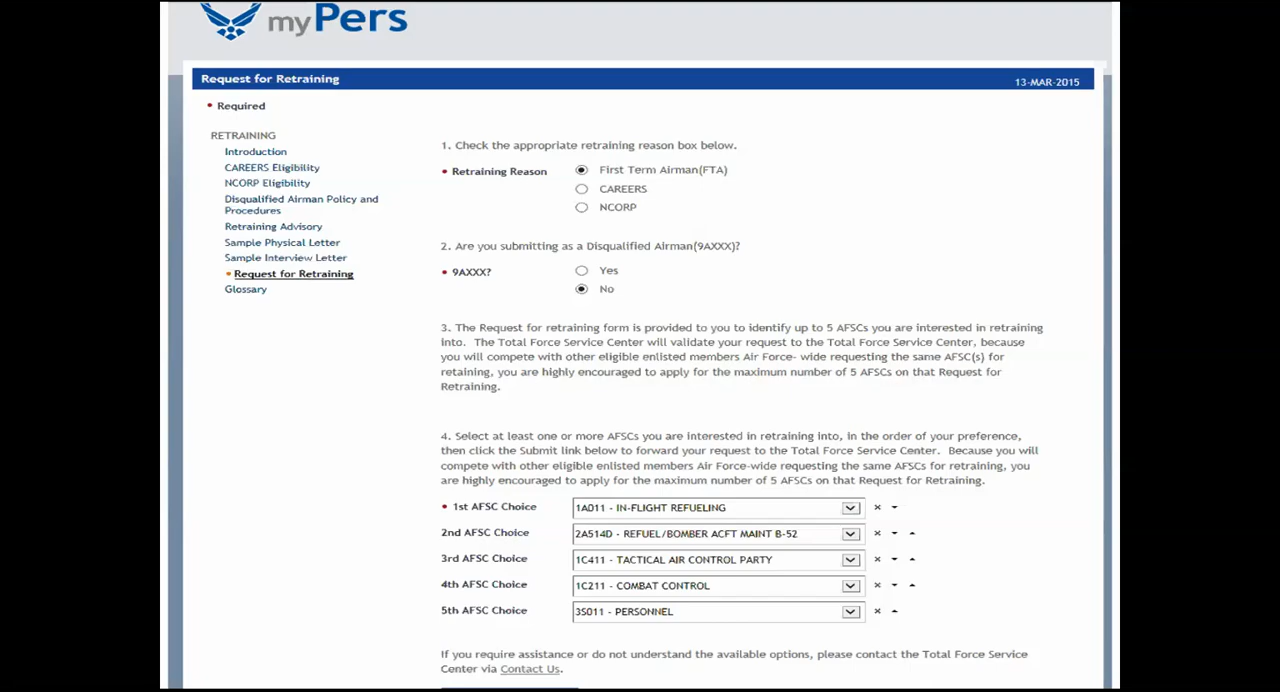 myPers
Request for Retraining
13-MAR-2015
• Required
RETRAINING
Introduction
CAREERS Eligibility
NCORP Eligibility
Disqualified Airman Policy and
Procedures
Retraining Advisory
Sample Physical Letter
Sample Interview Letter
• Request for Retraining
Glossary
1. Check the appropriate retraining reason box below.
• Retraining Reason
First Term Airman(FTA)
CAREERS
NCORP
2. Are you submitting as a Disqualified Airman(9AXXX)?
• 9AXXX?
Yes
No
3. The Request for retraining form is provided to you to identify up to 5 AFSCs you are interested in retraining
into. The Total Force Service Center will validate your request to the Total Force Service Center, because
you will compete with other eligible enlisted members Air Force- wide requesting the same AFSC(s) for
retaining, you are highly encouraged to apply for the maximum number of 5 AFSCs on that Request for
Retraining.
4. Select at least one or more AFSCs you are interested in retraining into, in the order of your preference,
then click the Submit link below to forward your request to the Total Force Service Center. Because you will
compete with other eligible enlisted members Air Force-wide requesting the same AFSCs for retraining, you
are highly encouraged to apply for the maximum number of 5 AFSCs on that Request for Retraining.
• 1st AFSC Choice 1A011 - IN-FLIGHT REFUELING
2nd AFSC Choice 2A514D - REFUEL/BOMBER ACFT MAINT B-52
3rd AFSC Choice 1C411 - TACTICAL AIR CONTROL PARTY
4th AFSC Choice 1C211 - COMBAT CONTROL
5th AFSC Choice 3S011 - PERSONNEL
If you require assistance or do not understand the available options, please contact the Total Force Service
Center via Contact Us.